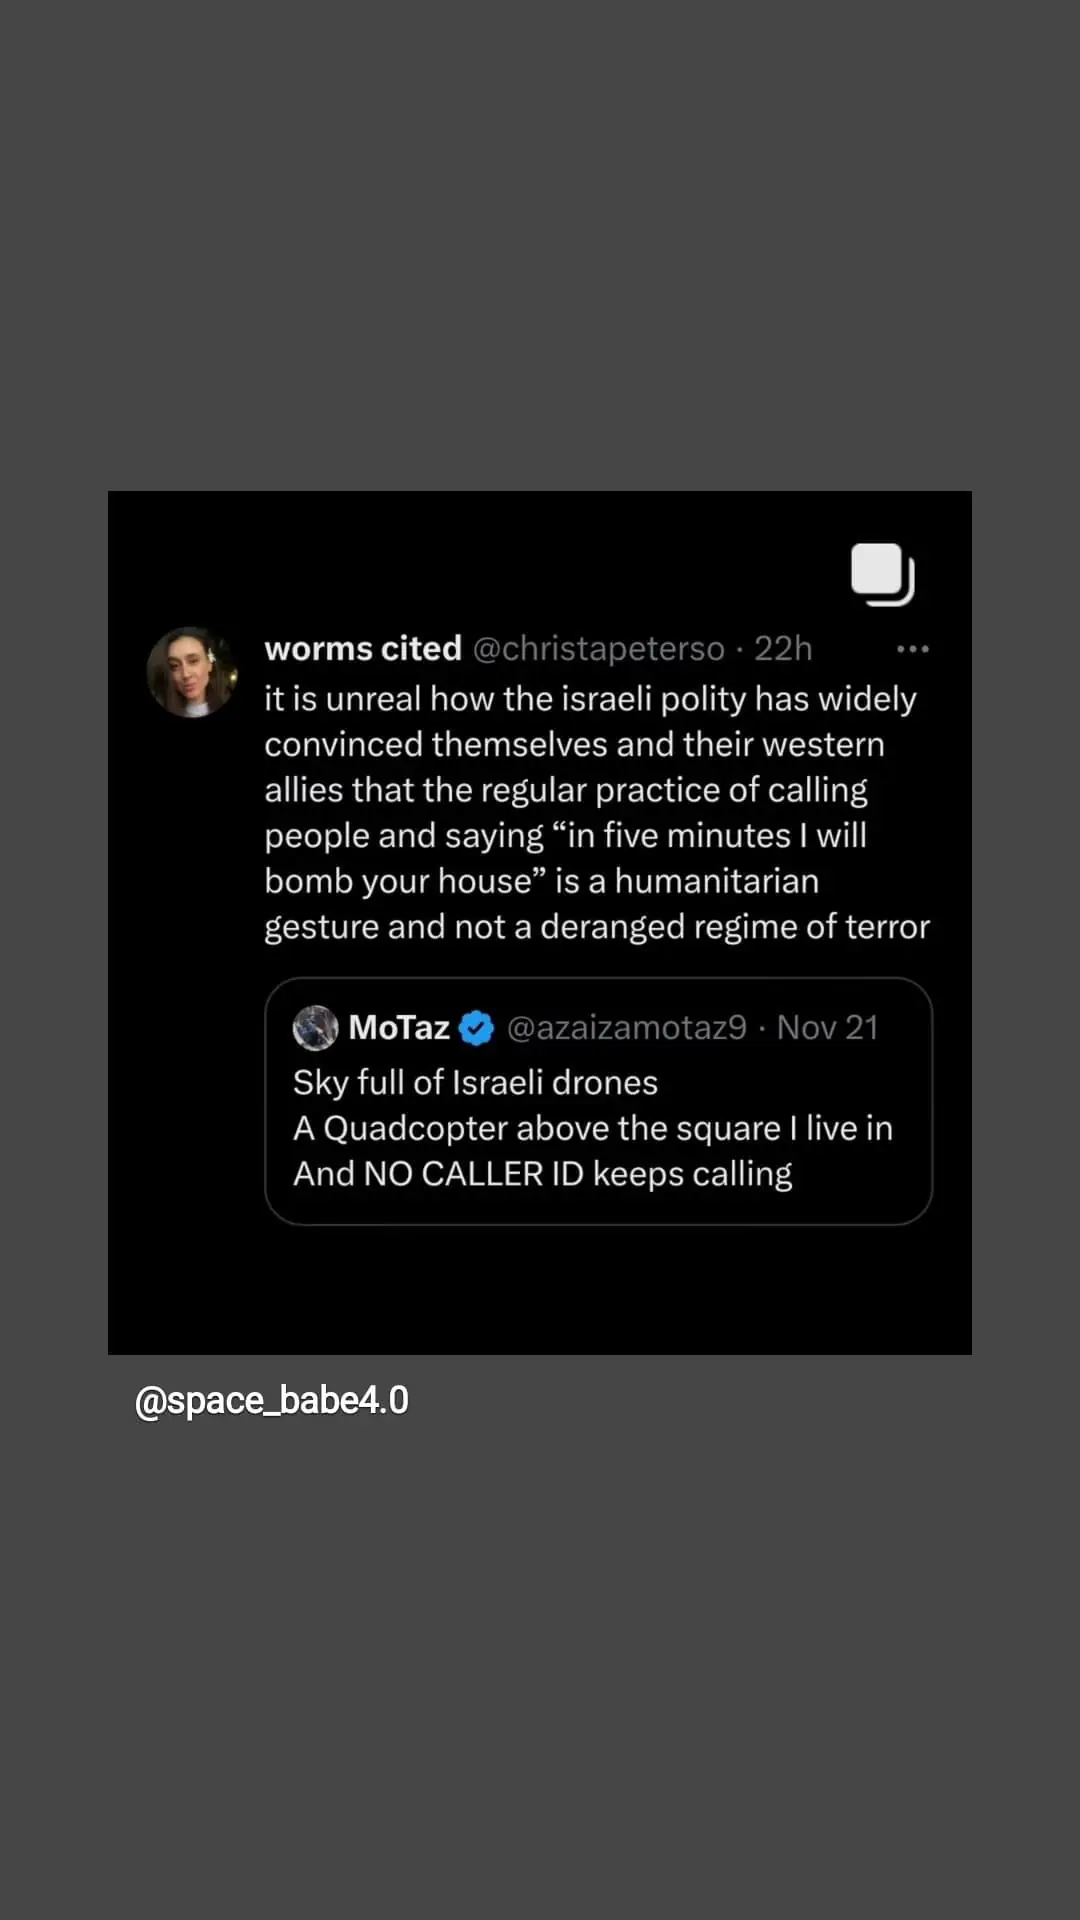 worms cited @christapeterso · 22h
it is unreal how the israeli polity has widely
convinced themselves and their western
allies that the regular practice of calling
people and saying “in five minutes I will
bomb your house” is a humanitarian
gesture and not a deranged regime of terror
MoTaz @azaizamotaz9 · Nov 21
Sky full of Israeli drones
A Quadcopter above the square I live in
And NO CALLER ID keeps calling
@space_babe4.0